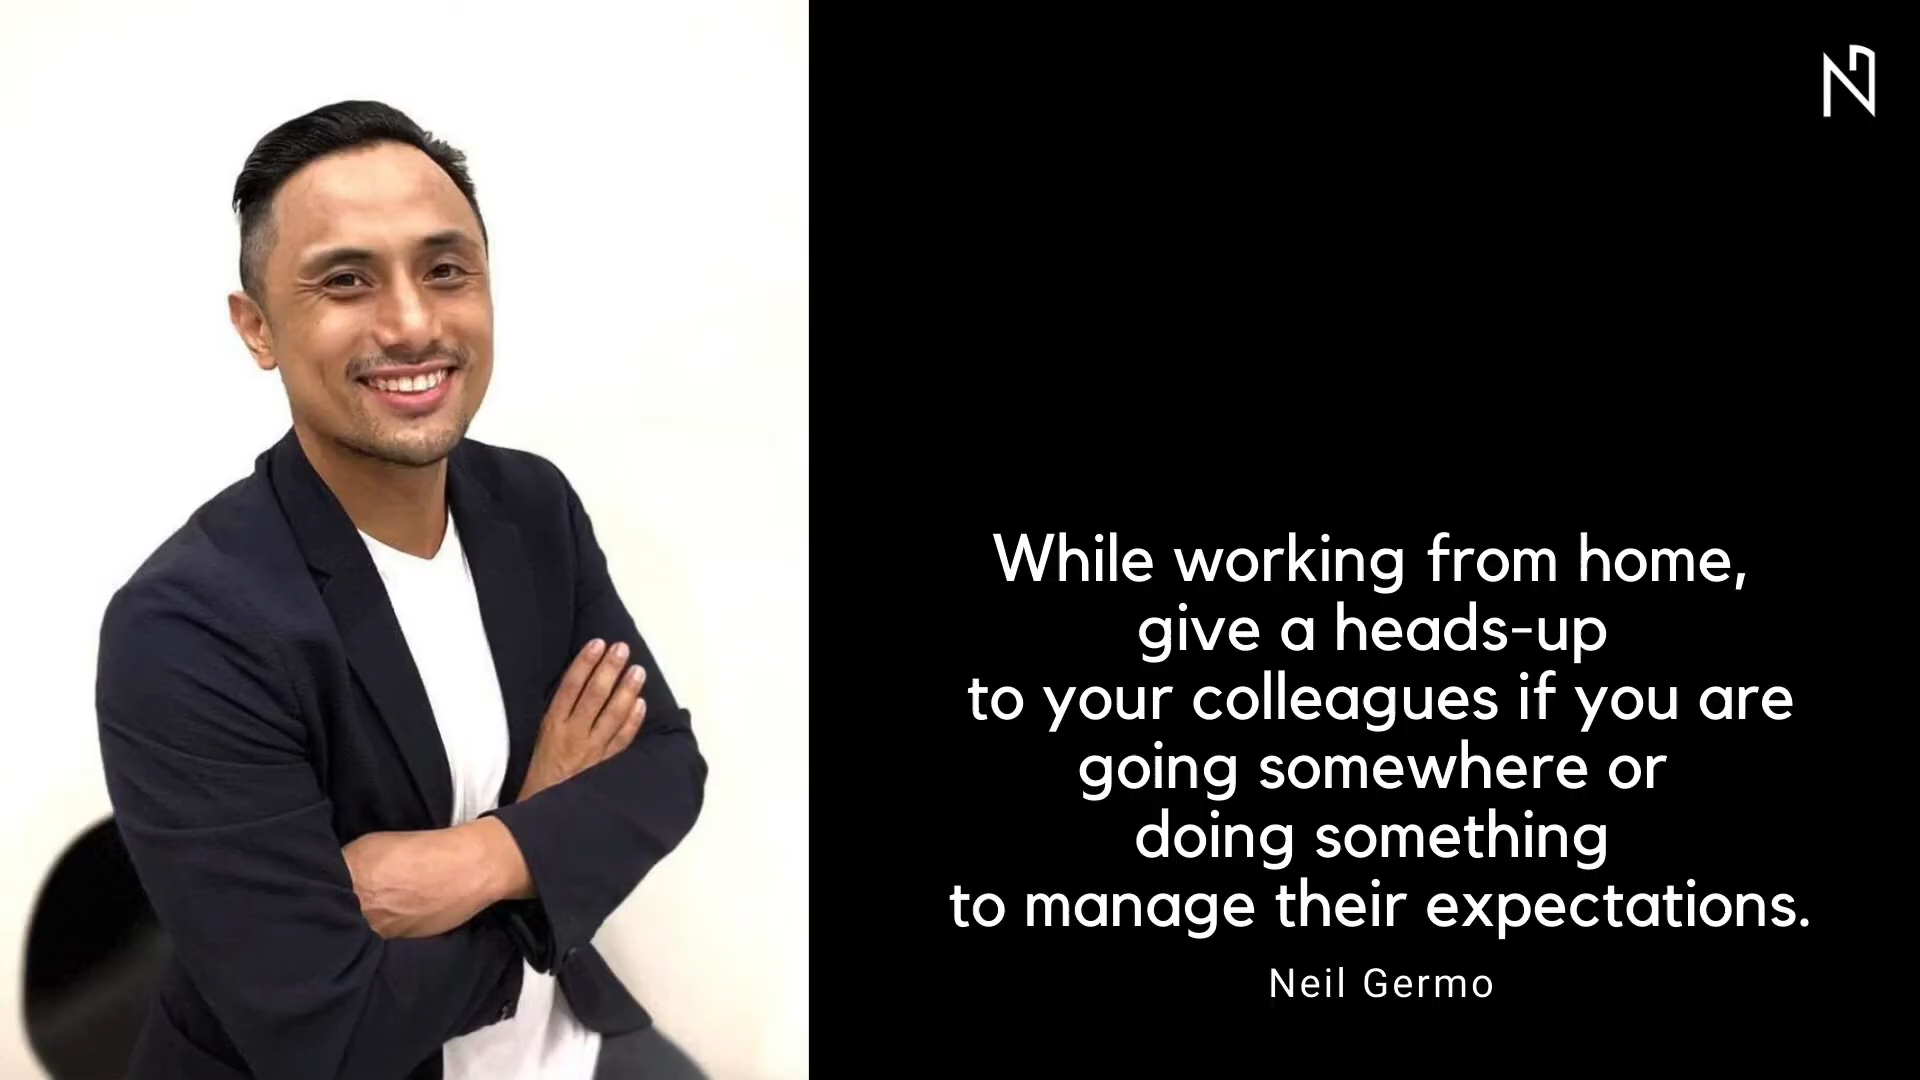 While working from home,
give a heads-up
to your colleagues if you are
going somewhere or
doing something
to manage their expectations.
Neil Germo